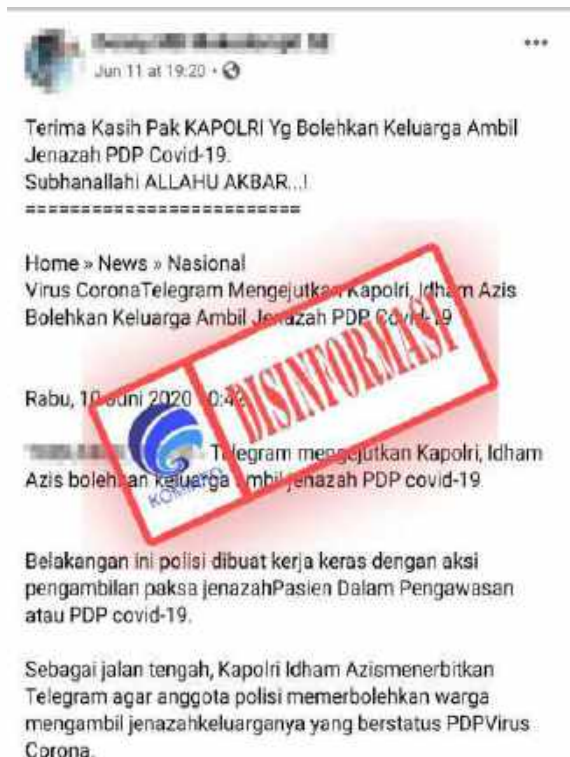 Jun 11 at 19:20
Terima Kasih Pak KAPOLRI Yg Bolehkan Keluarga Ambil
Jenazah PDP Covid-19.
Subhanallahi ALLAHU AKBAR...!
=========================
Home » News » Nasional
Virus CoronaTelegram Mengejutkan Kapolri, Idham Azis
Bolehkan Keluarga Ambil Jenazah PDP Covid-19
Rabu, 10 Juni 2020 0:42
DISINFORMASI
KOMINFO
- Telegram mengejutkan Kapolri, Idham
Azis bolehkan keluarga ambil jenazah PDP covid-19
Belakangan ini polisi dibuat kerja keras dengan aksi
pengambilan paksa jenazahPasien Dalam Pengawasan
atau PDP covid-19.
Sebagai jalan tengah, Kapolri Idham Azismenerbitkan
Telegram agar anggota polisi memerbolehkan warga
mengambil jenazahkeluarganya yang berstatus PDPVirus
Corona.